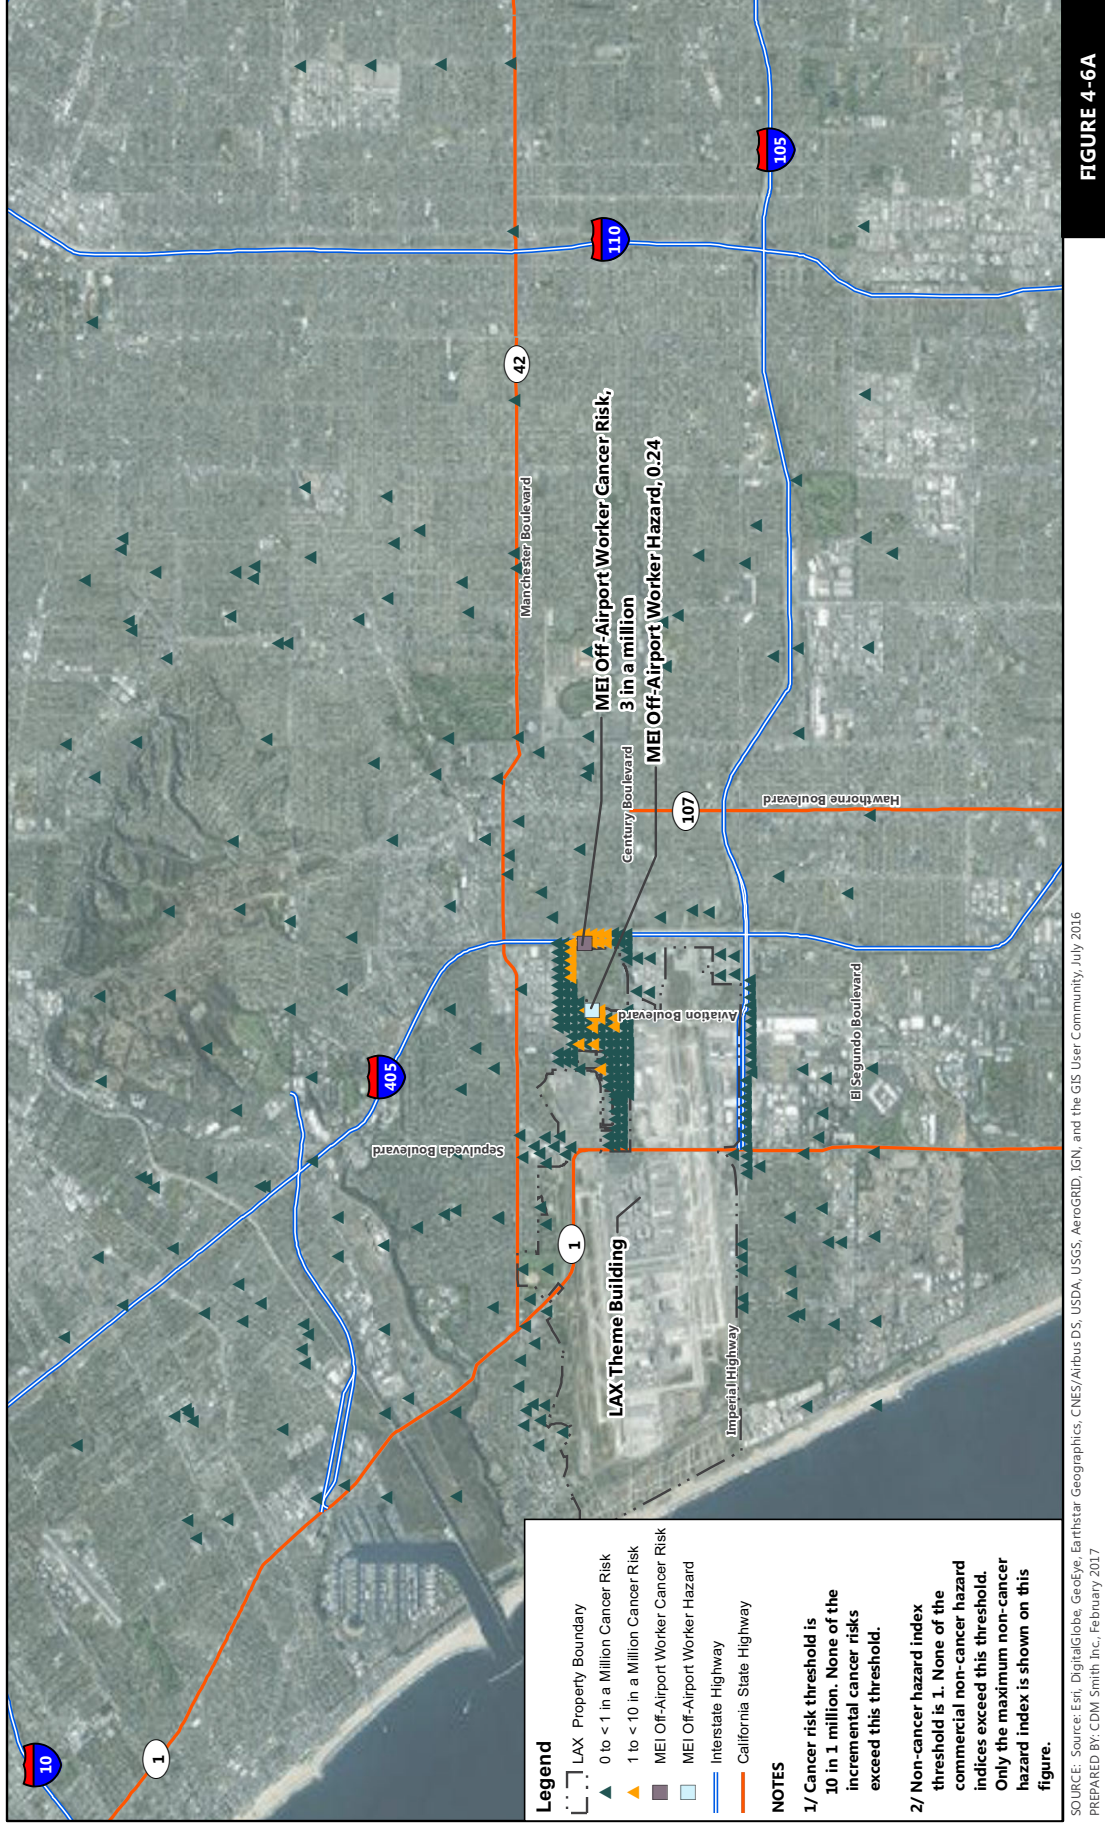 10
1
405
Sepulveda Boulevard
42
Manchester Boulevard
110
105
MEI Off-Airport Worker Cancer Risk,
3 in a million
MEI Off-Airport Worker Hazard, 0.24
Century Boulevard
107
Hawthorne Boulevard
Aviation Boulevard
El Segundo Boulevard
1
LAX Theme Building
Imperial Highway
Legend
LAX Property Boundary
0 to < 1 in a Million Cancer Risk
1 to < 10 in a Million Cancer Risk
MEI Off-Airport Worker Cancer Risk
MEI Off-Airport Worker Hazard
Interstate Highway
California State Highway
NOTES
1/ Cancer risk threshold is
10 in 1 million. None of the
incremental cancer risks
exceed this threshold.
2/ Non-cancer hazard index
threshold is 1. None of the
commercial non-cancer hazard
indices exceed this threshold.
Only the maximum non-cancer
hazard index is shown on this
figure.
SOURCE: Source: Esri, DigitalGlobe, GeoEye, Earthstar Geographics, CNES/Airbus DS, USDA, USGS, AeroGRID, IGN, and the GIS User Community, July 2016
PREPARED BY: CDM Smith Inc., February 2017
FIGURE 4-6A